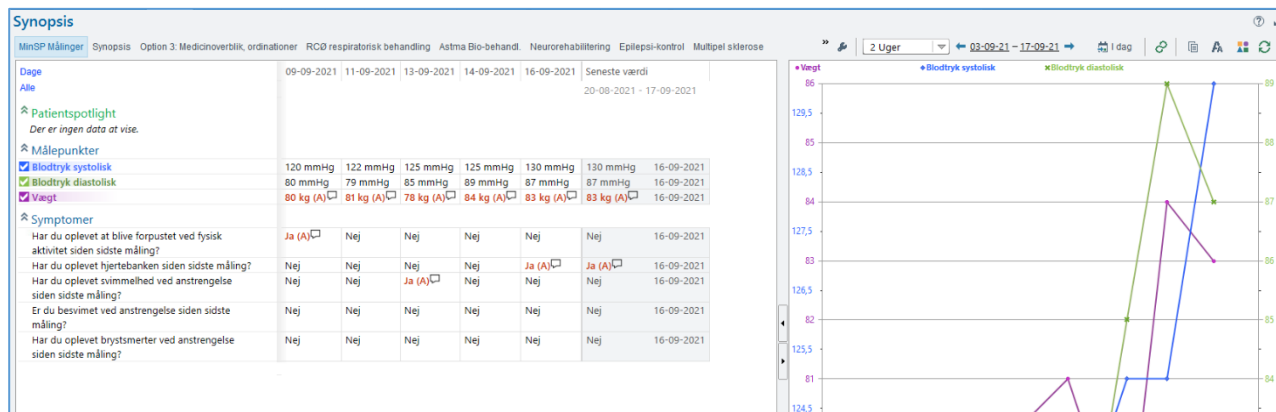 Synopsis
MinSP Målinger Synopsis Option 3: Medicinoverblik, ordinationer RCØ respiratorisk behandling Astma Bio-behandl. Neurorehabilitering Epilepsi-kontrol Multipel sklerose » 2 Uger 03-09-21 – 17-09-21 I dag
Dage 09-09-2021 11-09-2021 13-09-2021 14-09-2021 16-09-2021 Seneste værdi
Alle 20-08-2021 - 17-09-2021
Patientspotlight
Der er ingen data at vise.
Målepunkter
Blodtryk systolisk 120 mmHg 122 mmHg 125 mmHg 125 mmHg 130 mmHg 130 mmHg 16-09-2021
Blodtryk diastolisk 80 mmHg 79 mmHg 85 mmHg 89 mmHg 87 mmHg 87 mmHg 16-09-2021
Vægt 80 kg (A) 81 kg (A) 78 kg (A) 84 kg (A) 83 kg (A) 83 kg (A) 16-09-2021
Symptomer
Har du oplevet at blive forpustet ved fysisk Ja (A) Nej Nej Nej Nej Nej 16-09-2021
aktivitet siden sidste måling?
Har du oplevet hjertebanken siden sidste måling? Nej Nej Nej Nej Ja (A) Ja (A) 16-09-2021
Har du oplevet svimmelhed ved anstrengelse Nej Nej Ja (A) Nej Nej Nej 16-09-2021
siden sidste måling?
Er du besvimet ved anstrengelse siden sidste Nej Nej Nej Nej Nej Nej 16-09-2021
måling?
Har du oplevet brystsmerter ved anstrengelse Nej Nej Nej Nej Nej Nej 16-09-2021
siden sidste måling?
Vægt Blodtryk systolisk Blodtryk diastolisk
86 89
129,5
85
128,5 88
84
127,5 87
83
126,5 86
82
125,5 85
81 84
124,5